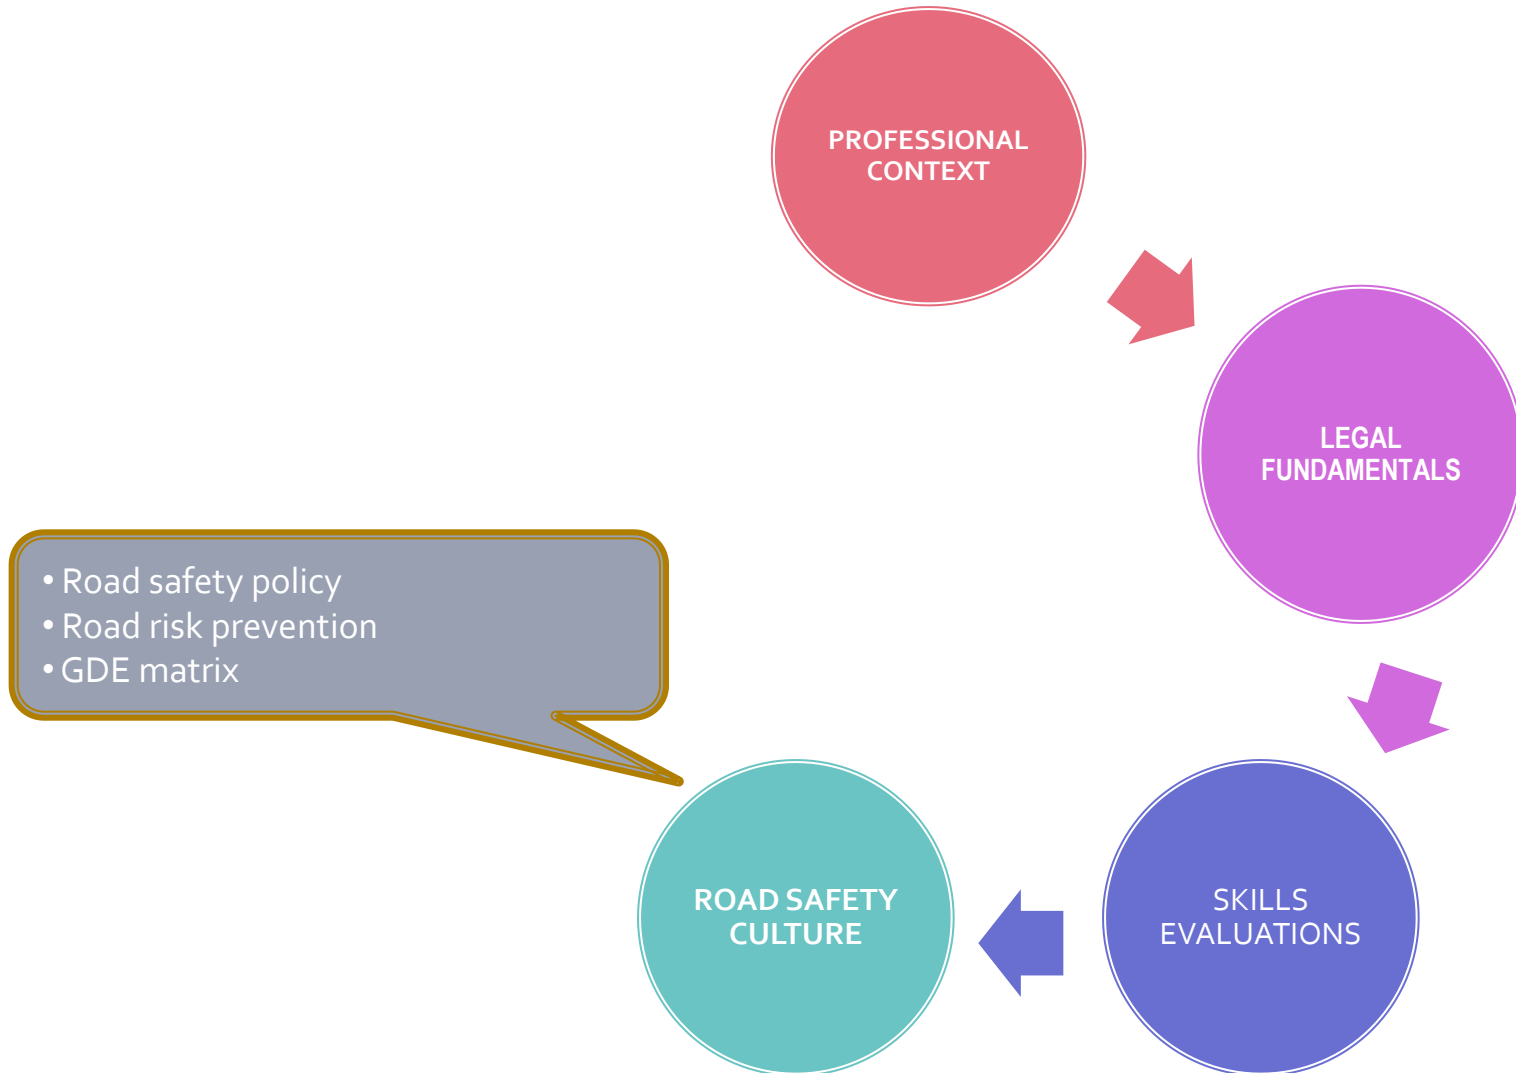 PROFESSIONAL
CONTEXT
LEGAL
FUNDAMENTALS
• Road safety policy
• Road risk prevention
• GDE matrix
ROAD SAFETY
CULTURE
SKILLS
EVALUATIONS